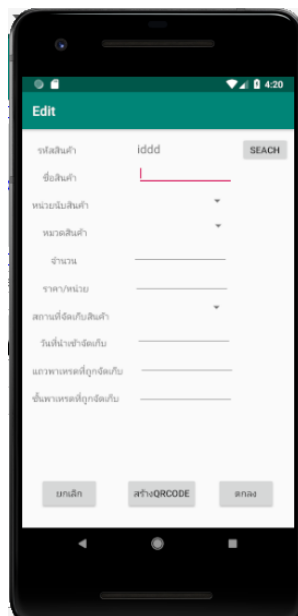 4:20
Edit
รหัสสินค้า iddd SEACH
ชื่อสินค้า
หน่วยนับสินค้า
หมวดสินค้า
จำนวน
ราคา/หน่วย
สถานที่จัดเก็บสินค้า
วันที่นำเข้าจัดเก็บ
แถวพาเหรดที่ถูกจัดเก็บ
ชั้นพาเหรดที่ถูกจัดเก็บ
ยกเลิก สร้างQRCODE ตกลง